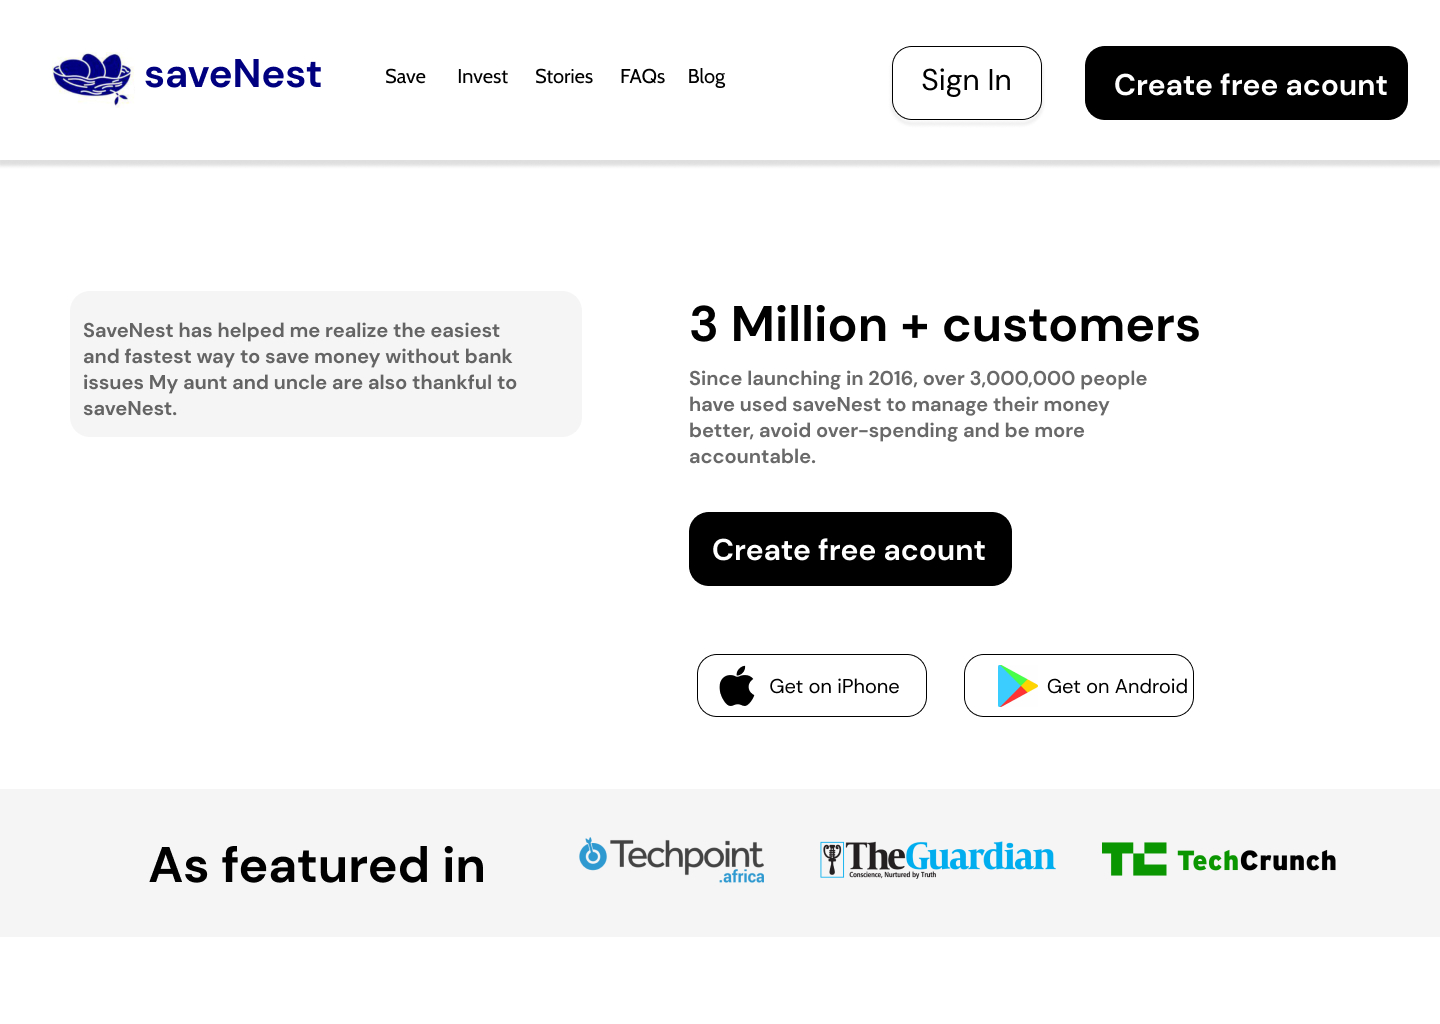 saveNest
Save Invest Stories FAQs Blog
Sign In
Create free acount
SaveNest has helped me realize the easiest
and fastest way to save money without bank
issues My aunt and uncle are also thankful to
saveNest.
3 Million + customers
Since launching in 2016, over 3,000,000 people
have used saveNest to manage their money
better, avoid over-spending and be more
accountable.
Create free acount
Get on iPhone
Get on Android
As featured in
Techpoint
.africa
TheGuardian
Conscience, Nurtured by Truth
TC TechCrunch